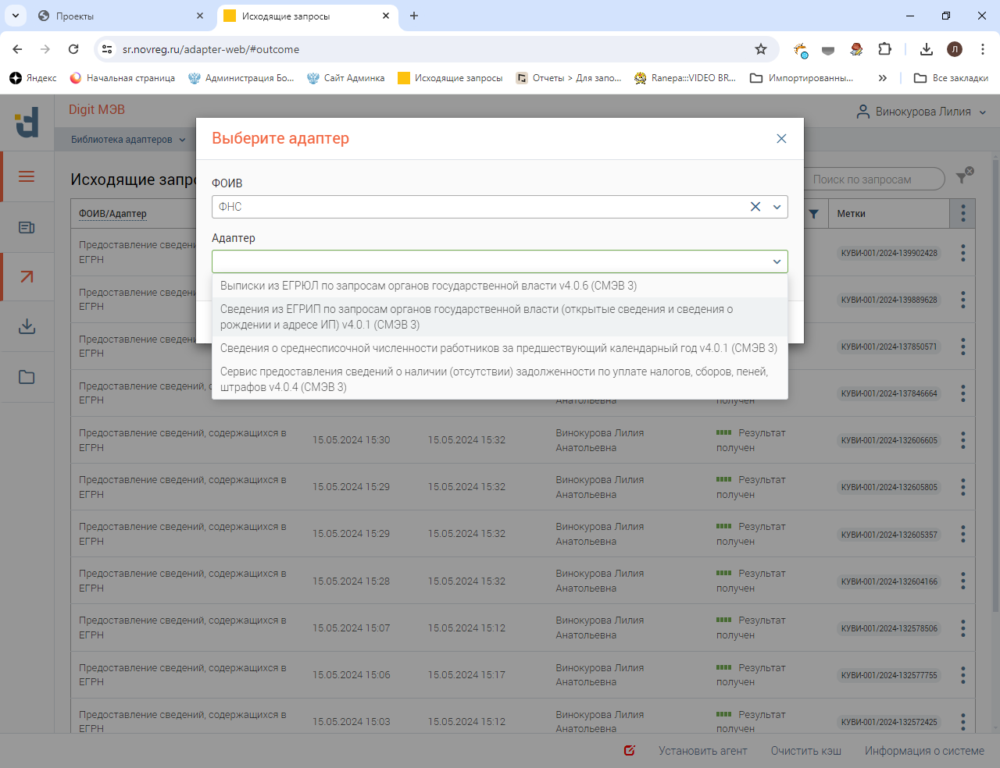 Проекты
Исходящие запросы
sr.novreg.ru/adapter-web/#outcome
Л
Яндекс
Начальная страница
Администрация Бо...
Сайт Админка
Исходящие запросы
Отчеты > Для запо...
Ranepa:::VIDEO BR...
Импортированны...
Все закладки
Digit МЭВ
Винокурова Лилия
Библиотека адаптеров
Выберите адаптер
Исходящие запро
Поиск по запросам
ФОИВ
ФНС
ФОИВ/Адаптер
Метки
Адаптер
Предоставление сведени
ЕГРН
КУВИ-001/2024-139902428
Выписки из ЕГРЮЛ по запросам органов государственной власти v4.0.6 (СМЭВ 3)
Сведения из ЕГРИП по запросам органов государственной власти (открытые сведения и сведения о
рождении и адресе ИП) v4.0.1 (СМЭВ 3)
Сведения о среднесписочной численности работников за предшествующий календарный год v4.0.1 (СМЭВ 3)
Сервис предоставления сведений о наличии (отсутствии) задолженности по уплате налогов, сборов, пеней,
штрафов v4.0.4 (СМЭВ 3)
Предоставление сведени
ЕГРН
КУВИ-001/2024-139889628
Предоставление сведени
ЕГРН
КУВИ-001/2024-137850571
Предоставление сведений, со
ЕГРН
Анатольевна
получен
КУВИ-001/2024-137846664
Предоставление сведений, содержащихся в
ЕГРН
15.05.2024 15:30
15.05.2024 15:32
Винокурова Лилия
Анатольевна
Результат
получен
КУВИ-001/2024-132606605
Предоставление сведений, содержащихся в
ЕГРН
15.05.2024 15:29
15.05.2024 15:32
Винокурова Лилия
Анатольевна
Результат
получен
КУВИ-001/2024-132605805
Предоставление сведений, содержащихся в
ЕГРН
15.05.2024 15:29
15.05.2024 15:32
Винокурова Лилия
Анатольевна
Результат
получен
КУВИ-001/2024-132605357
Предоставление сведений, содержащихся в
ЕГРН
15.05.2024 15:28
15.05.2024 15:32
Винокурова Лилия
Анатольевна
Результат
получен
КУВИ-001/2024-132604166
Предоставление сведений, содержащихся в
ЕГРН
15.05.2024 15:07
15.05.2024 15:12
Винокурова Лилия
Анатольевна
Результат
получен
КУВИ-001/2024-132578506
Предоставление сведений, содержащихся в
ЕГРН
15.05.2024 15:06
15.05.2024 15:17
Винокурова Лилия
Анатольевна
Результат
получен
КУВИ-001/2024-132577755
Предоставление сведений, содержащихся в
ЕГРН
15.05.2024 15:03
15.05.2024 15:12
Винокурова Лилия
Анатольевна
Результат
получен
КУВИ-001/2024-132572425
Установить агент
Очистить кэш
Информация о системе